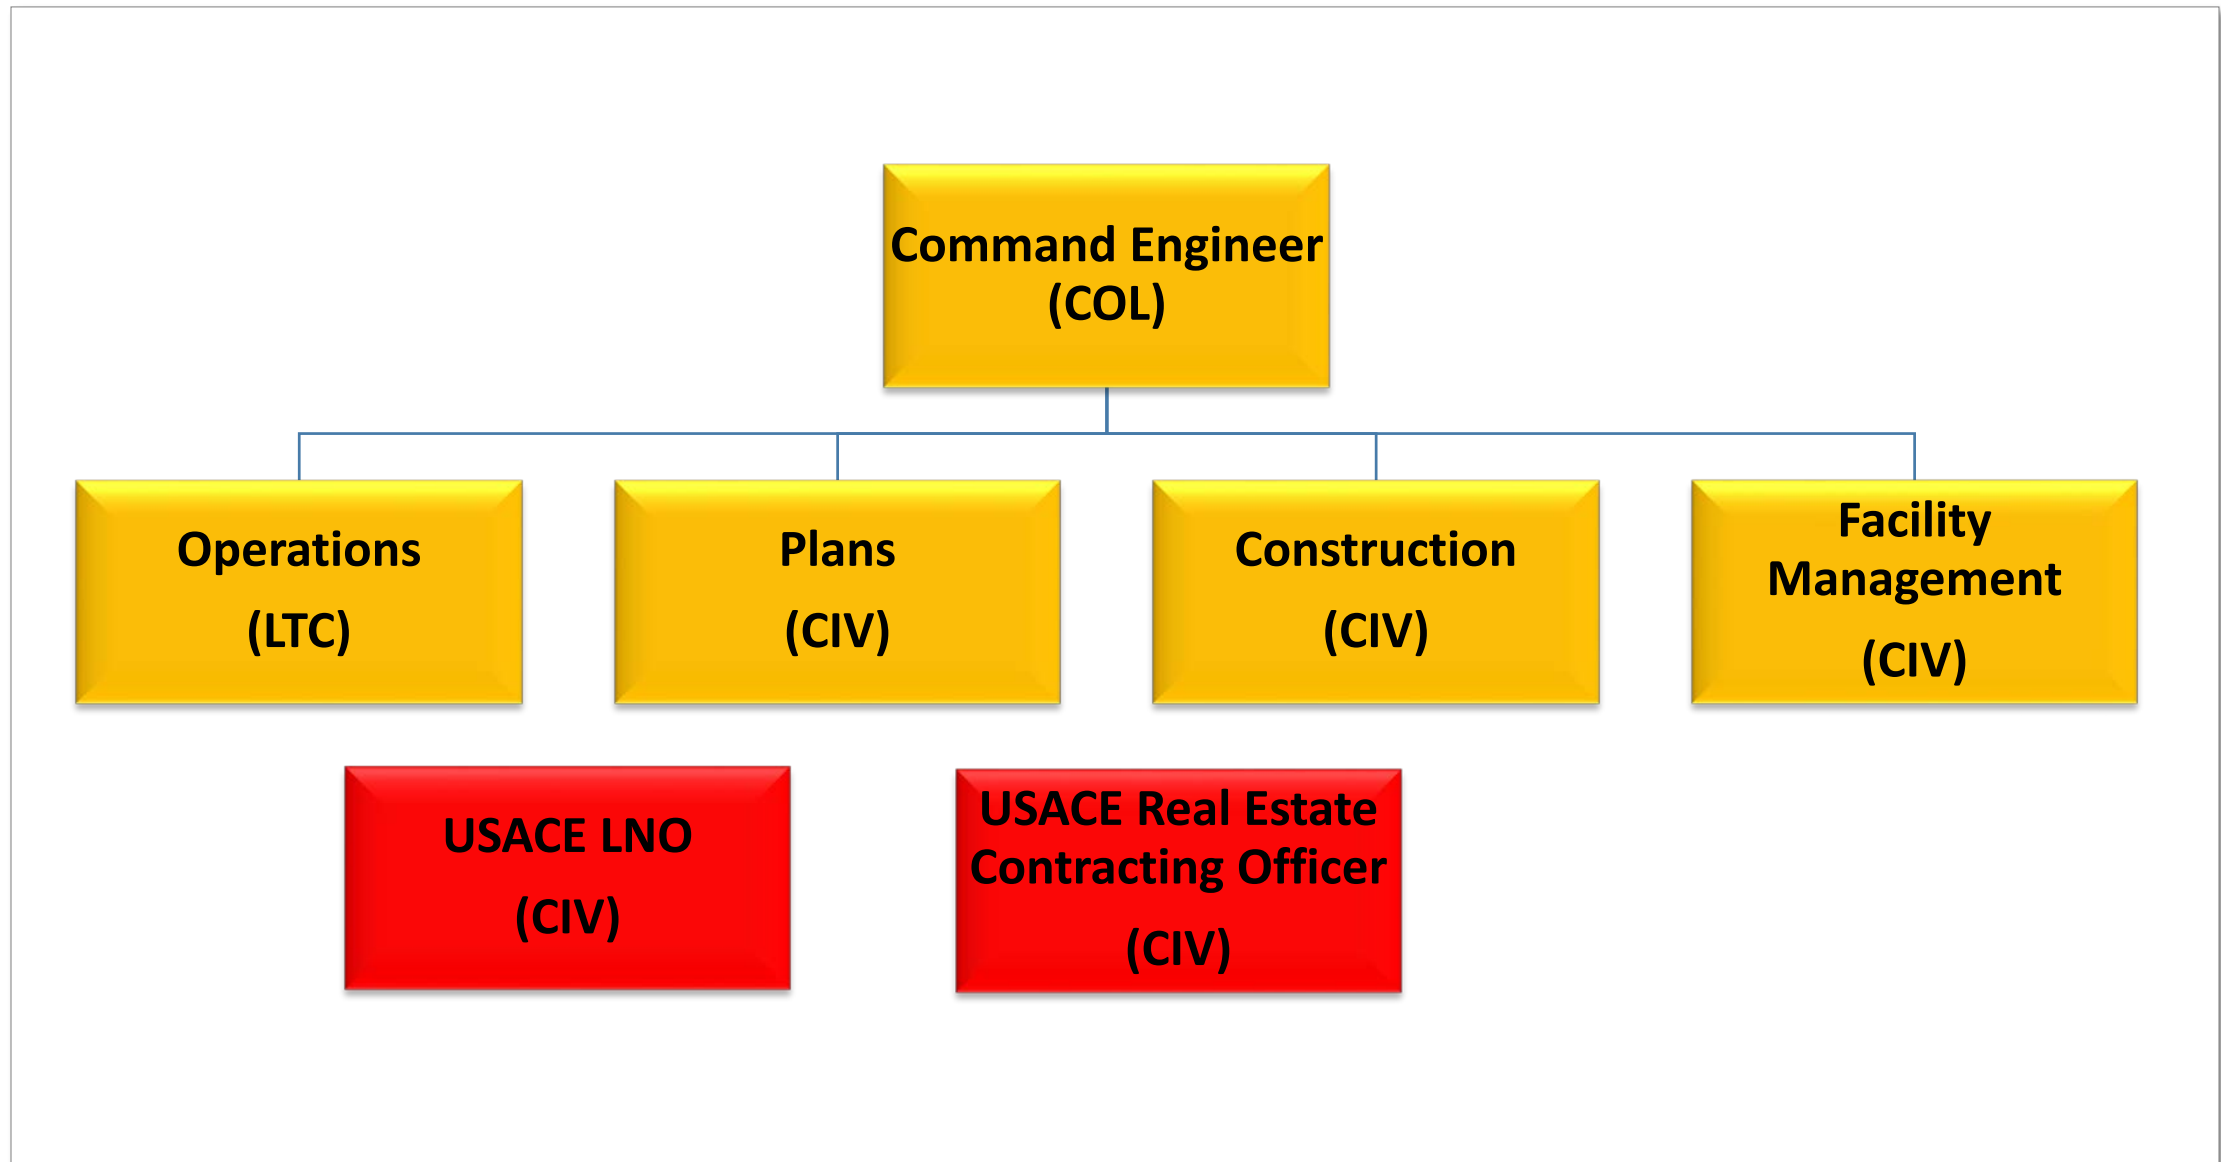 Command Engineer
(COL)
Operations
(LTC)
Plans
(CIV)
Construction
(CIV)
Facility
Management
(CIV)
USACE LNO
(CIV)
USACE Real Estate
Contracting Officer
(CIV)